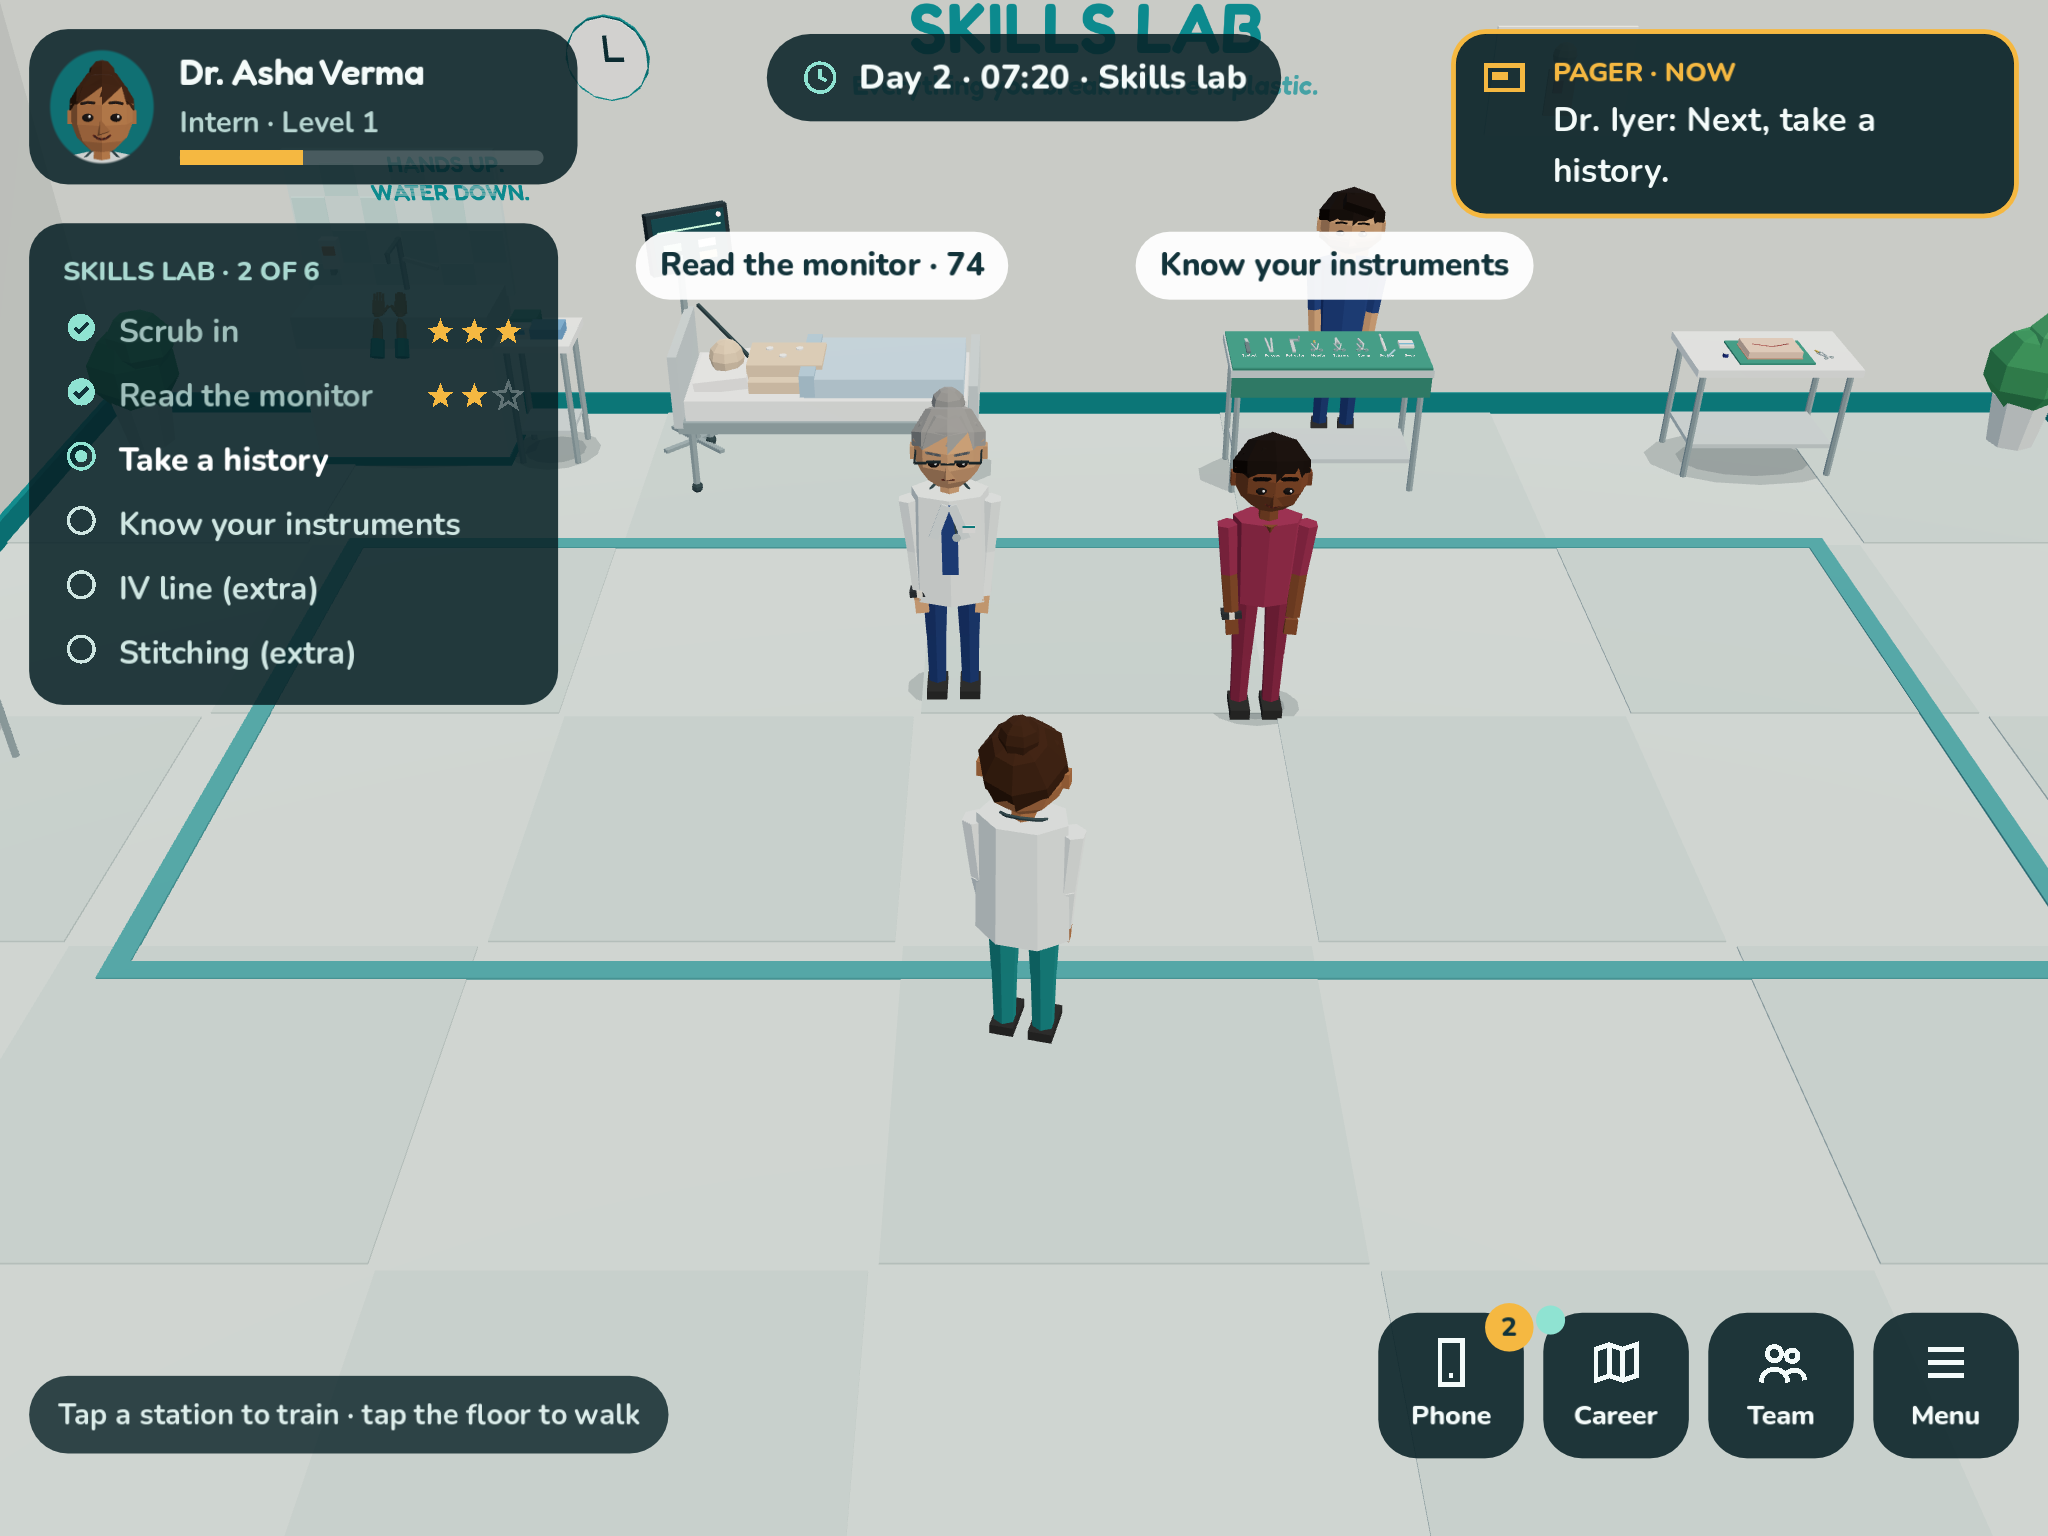 SKILLS LAB
Dr. Asha Verma
Intern · Level 1
Day 2 · 07:20 · Skills lab
PAGER · NOW
Dr. Iyer: Next, take a
history.
HANDS UP.
WATER DOWN.
SKILLS LAB · 2 OF 6
Scrub in
Read the monitor
Take a history
Know your instruments
IV line (extra)
Stitching (extra)
Read the monitor · 74
Know your instruments
Tap a station to train · tap the floor to walk
2
Phone
Career
Team
Menu